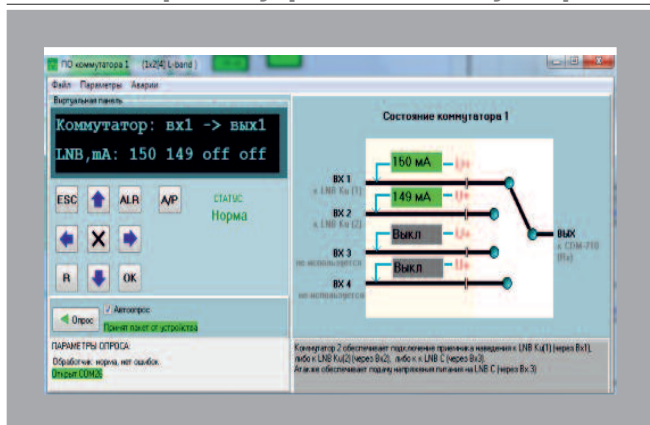 ПО коммутатора 1 (1x2[4] L-band )
Файл Параметры Аварии
Виртуальная панель
Коммутатор: вх1 -> вых1
LNB,mA: 150 149 off off
ESC
ALR
A/P
СТАТУС:
Норма
X
R
OK
Опрос
Автоопрос
Принят пакет от устройства
ПАРАМЕТРЫ ОПРОСА:
Обработчик: норма, нет ошибок.
Открыт COM26
Состояние коммутатора 1
150 мА
U+
ВХ 1
к LNB Ku (1)
149 мА
U+
ВХ 2
к LNB Ku (2)
Выкл
U+
ВХ 3
не используется
Выкл
U+
ВХ 4
не используется
ВЫХ
к CDM-710
(Rx)
Коммутатор 2 обеспечивает подключение приемника наведения к LNB Ku(1) (через Вх1),
либо к LNB Ku(2) (через Вх2), либо к к LNB C (через Вх3).
А также обеспечивает подачу напряжения питания на LNB C (через Вх 3)